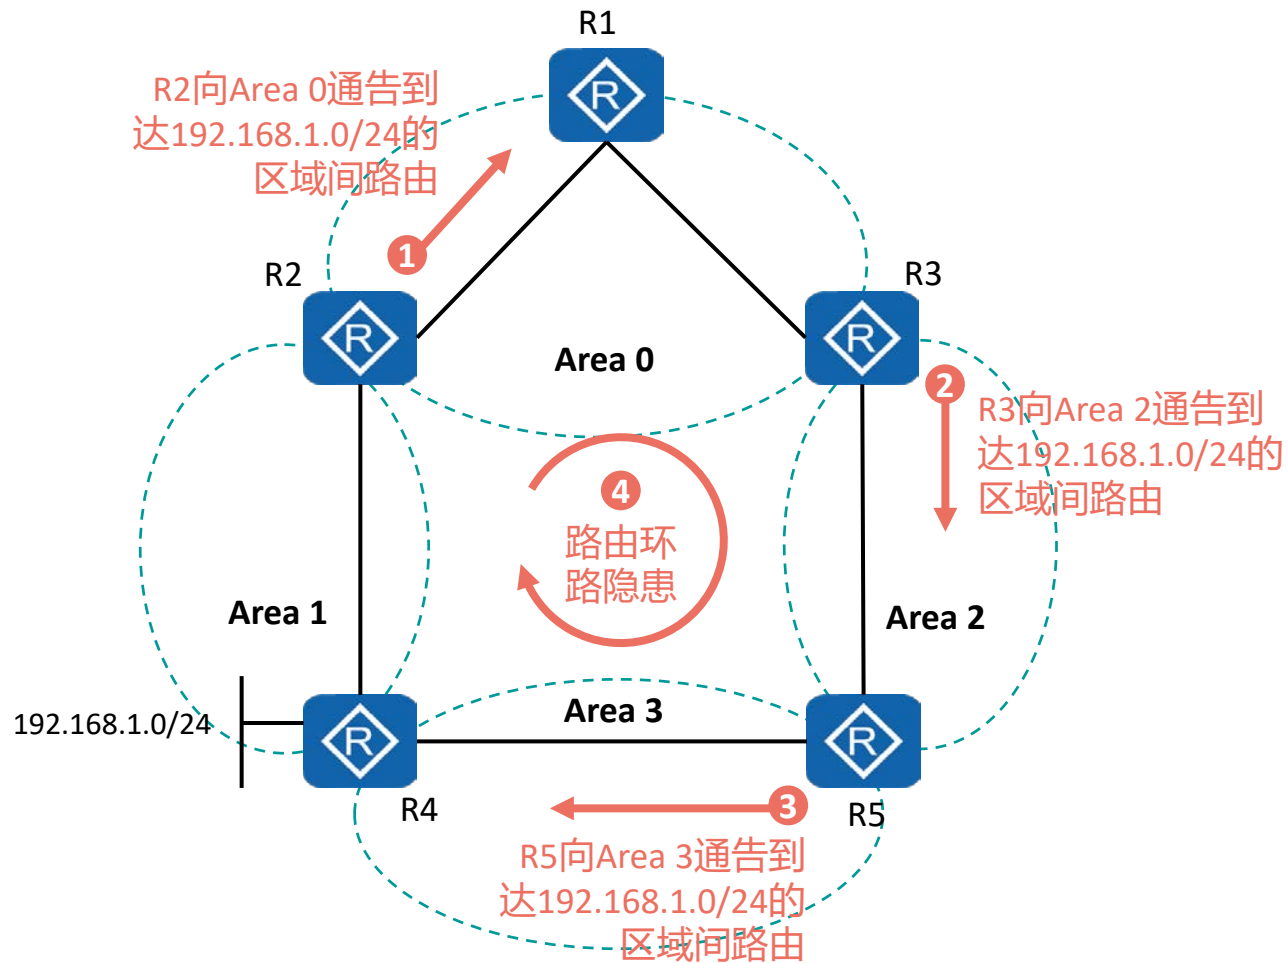 R1
R2向Area 0通告到
达192.168.1.0/24的
区域间路由
R
1
R2
R3
R
R
Area 0
2
R3向Area 2通告到
达192.168.1.0/24的
区域间路由
4
路由环
路隐患
Area 1
Area 2
192.168.1.0/24
Area 3
R
R
R4
3
R5
R5向Area 3通告到
达192.168.1.0/24的
区域间路由